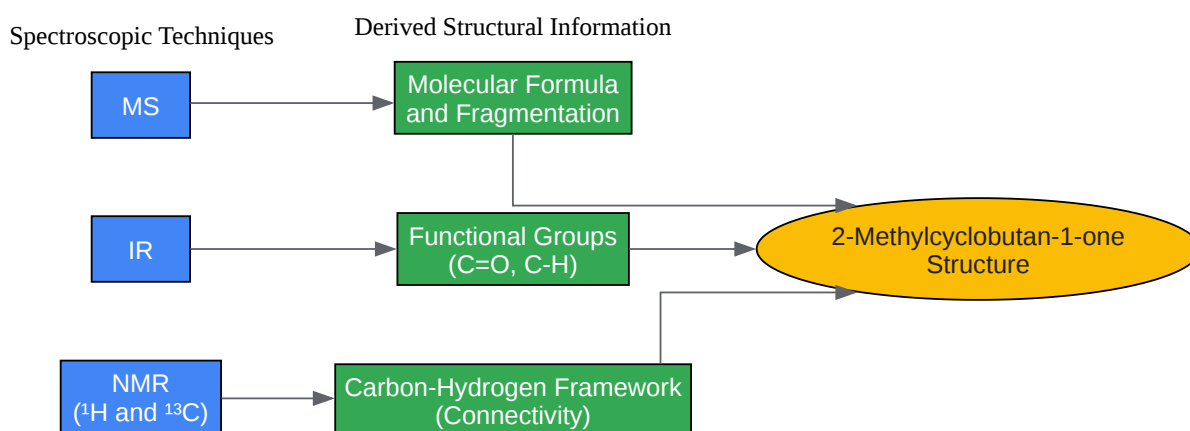 Spectroscopic Techniques
Derived Structural Information
MS
Molecular Formula
and Fragmentation
IR
Functional Groups
(C=O, C-H)
2-Methylcyclobutan-1-one
Structure
NMR
(¹H and ¹³C)
Carbon-Hydrogen Framework
(Connectivity)